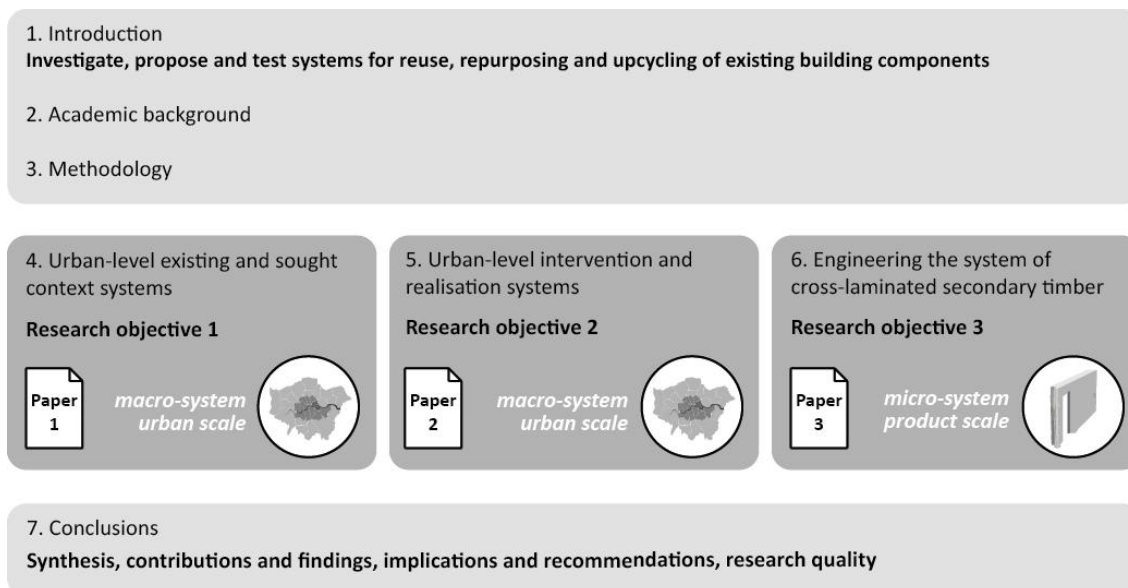 1. Introduction
Investigate, propose and test systems for reuse, repurposing and upcycling of existing building components
2. Academic background
3. Methodology
4. Urban-level existing and sought
context systems
Research objective 1
Paper
1
macro-system
urban scale
5. Urban-level intervention and
realisation systems
Research objective 2
Paper
2
macro-system
urban scale
6. Engineering the system of
cross-laminated secondary timber
Research objective 3
Paper
3
micro-system
product scale
7. Conclusions
Synthesis, contributions and findings, implications and recommendations, research quality